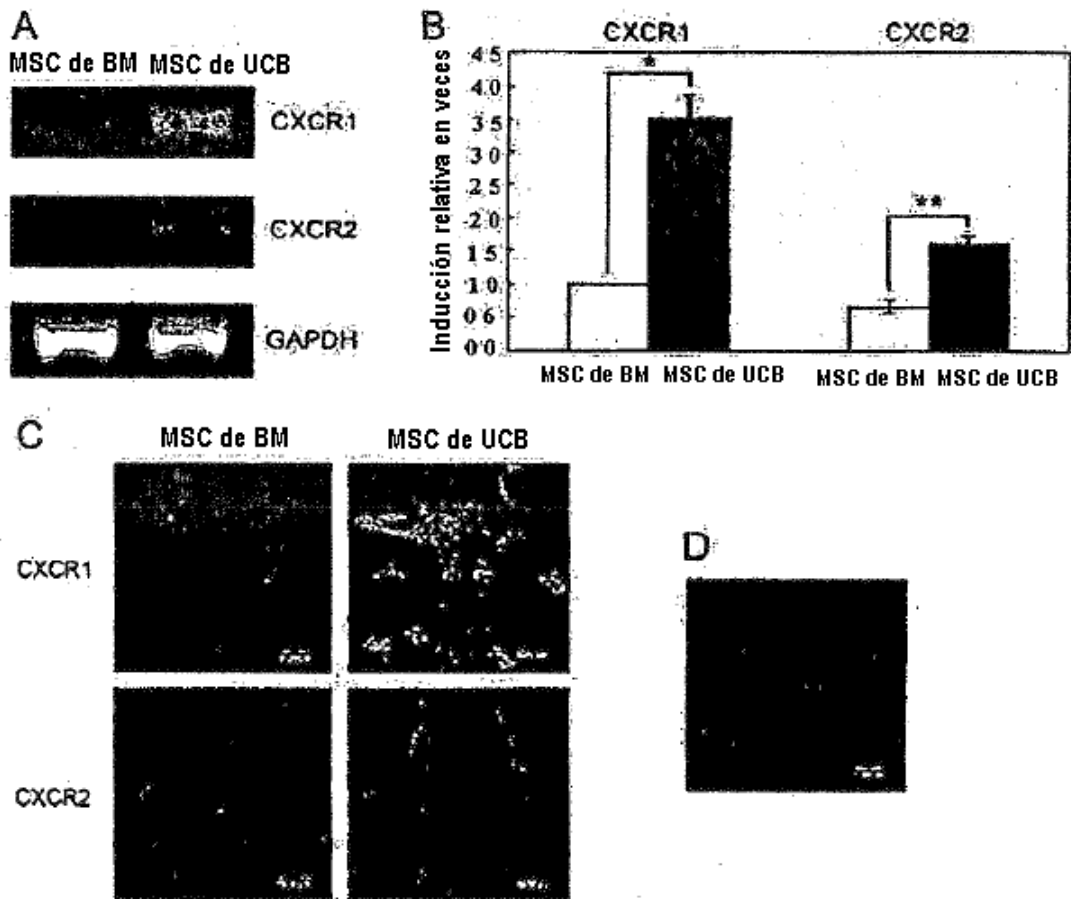 A
MSC de BM MSC de UCB
CXCR1
CXCR2
GAPDH
B
CXCR1 CXCR2
Inducción relativa en veces
4 5
4 0
3 5
3 0
2 5
2 0
1 5
1 0
0 6
0 0
* **
MSC de BM MSC de UCB MSC de BM MSC de UCB
C
MSC de BM MSC de UCB
CXCR1
CXCR2
D